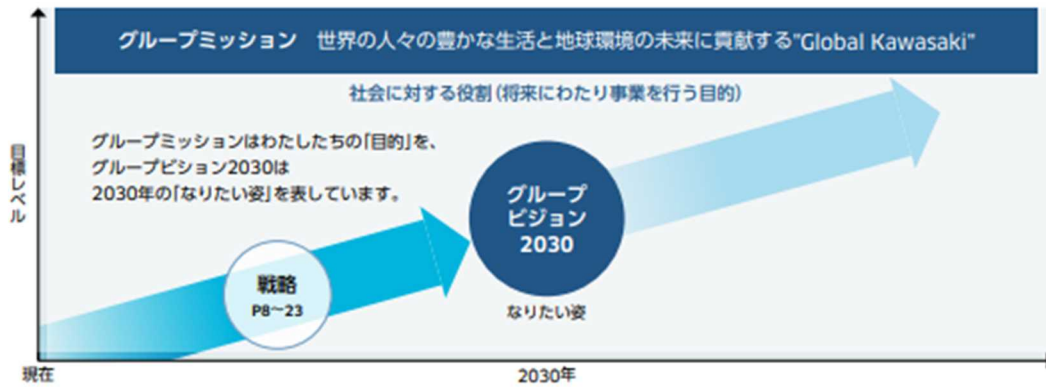 グループミッション 世界の人々の豊かな生活と地球環境の未来に貢献する"Global Kawasaki"
社会に対する役割(将来にわたり事業を行う目的)
グループミッションはわたしたちの「目的」を、
グループビジョン2030は
2030年の「なりたい姿」を表しています。
目標レベル
グループ
ビジョン
2030
戦略
P8〜23
なりたい姿
現在
2030年